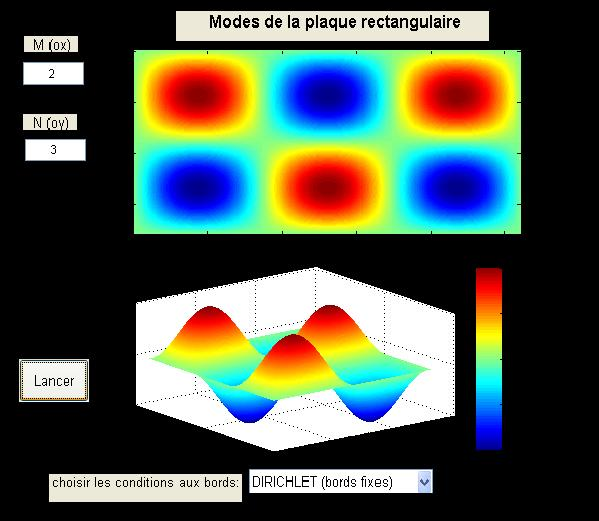 Modes de la plaque rectangulaire
M (ox)
2
N (oy)
3
Lancer
choisir les conditions aux bords:
DIRICHLET (bords fixes)